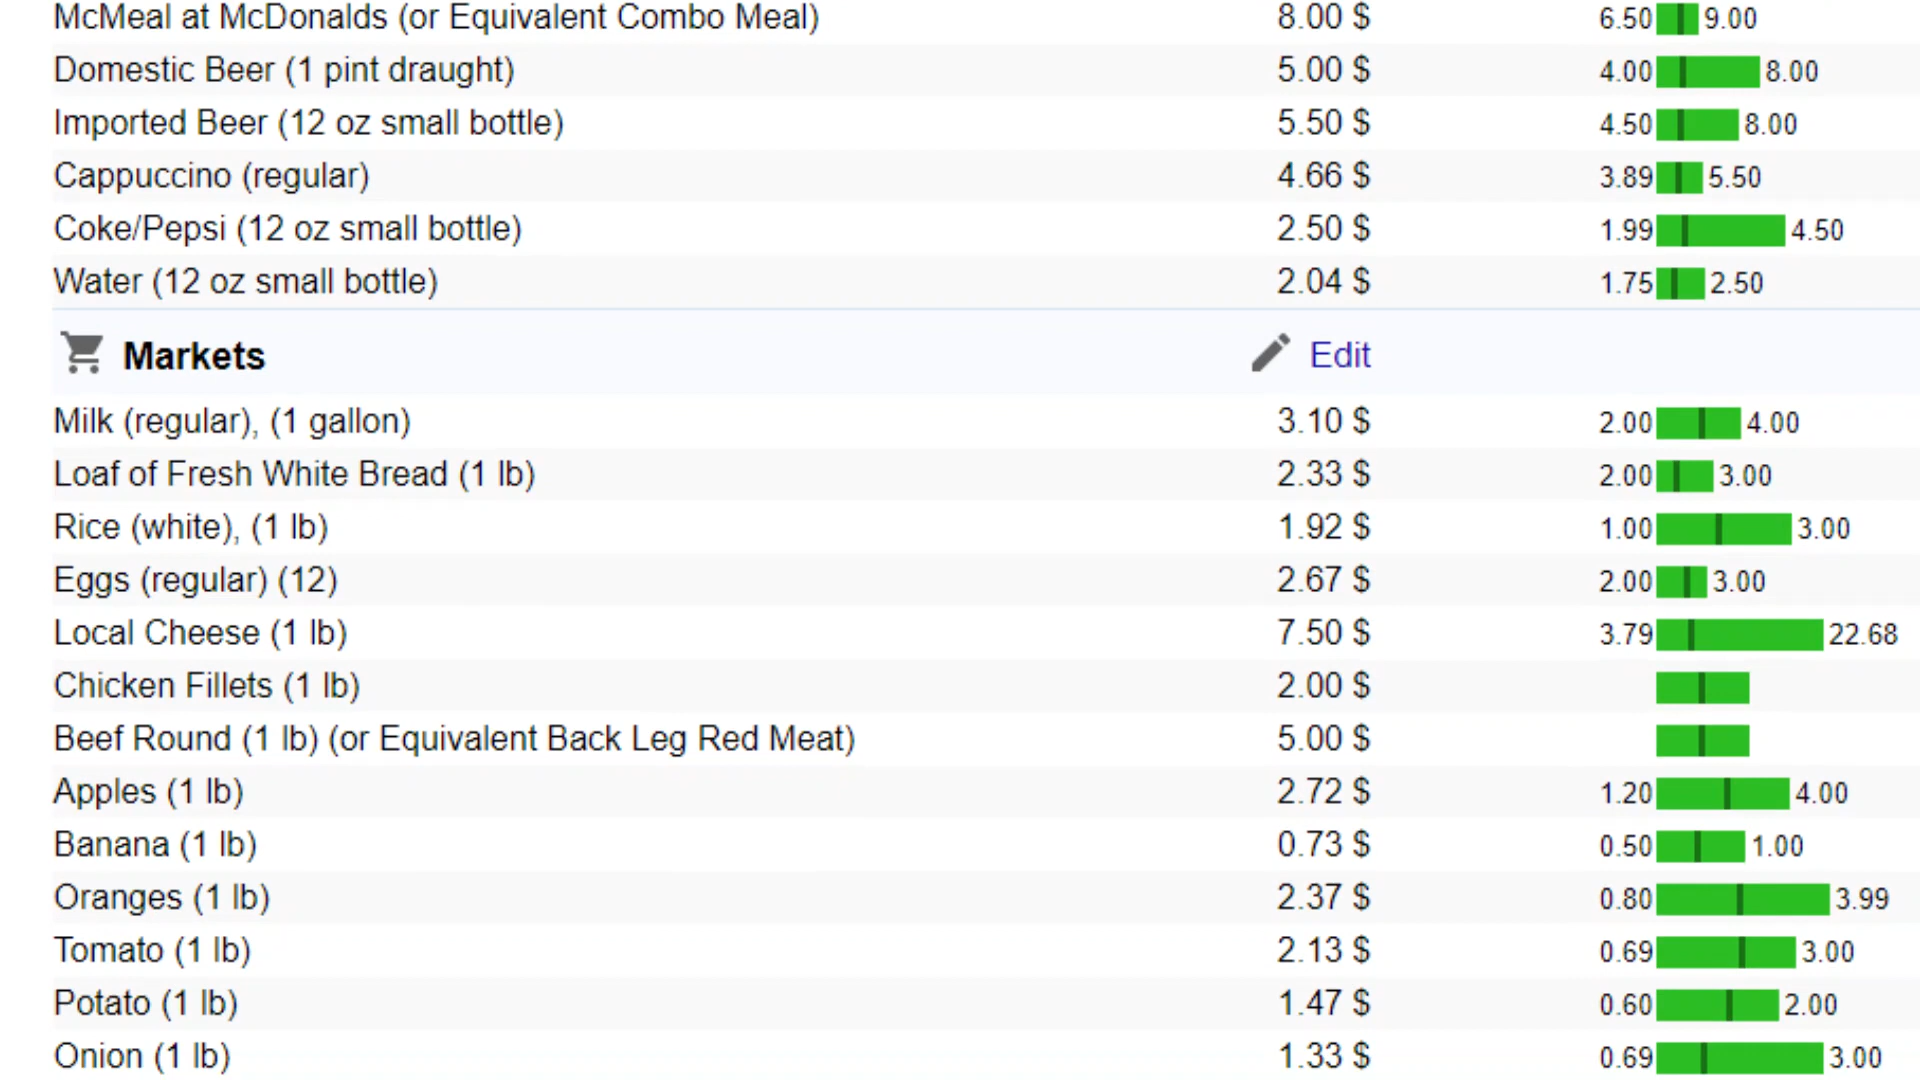 McMeal at McDonalds (or Equivalent Combo Meal) 8.00 $ 6.50 9.00
Domestic Beer (1 pint draught) 5.00 $ 4.00 8.00
Imported Beer (12 oz small bottle) 5.50 $ 4.50 8.00
Cappuccino (regular) 4.66 $ 3.89 5.50
Coke/Pepsi (12 oz small bottle) 2.50 $ 1.99 4.50
Water (12 oz small bottle) 2.04 $ 1.75 2.50
Markets Edit
Milk (regular), (1 gallon) 3.10 $ 2.00 4.00
Loaf of Fresh White Bread (1 lb) 2.33 $ 2.00 3.00
Rice (white), (1 lb) 1.92 $ 1.00 3.00
Eggs (regular) (12) 2.67 $ 2.00 3.00
Local Cheese (1 lb) 7.50 $ 3.79 22.68
Chicken Fillets (1 lb) 2.00 $
Beef Round (1 lb) (or Equivalent Back Leg Red Meat) 5.00 $
Apples (1 lb) 2.72 $ 1.20 4.00
Banana (1 lb) 0.73 $ 0.50 1.00
Oranges (1 lb) 2.37 $ 0.80 3.99
Tomato (1 lb) 2.13 $ 0.69 3.00
Potato (1 lb) 1.47 $ 0.60 2.00
Onion (1 lb) 1.33 $ 0.69 3.00